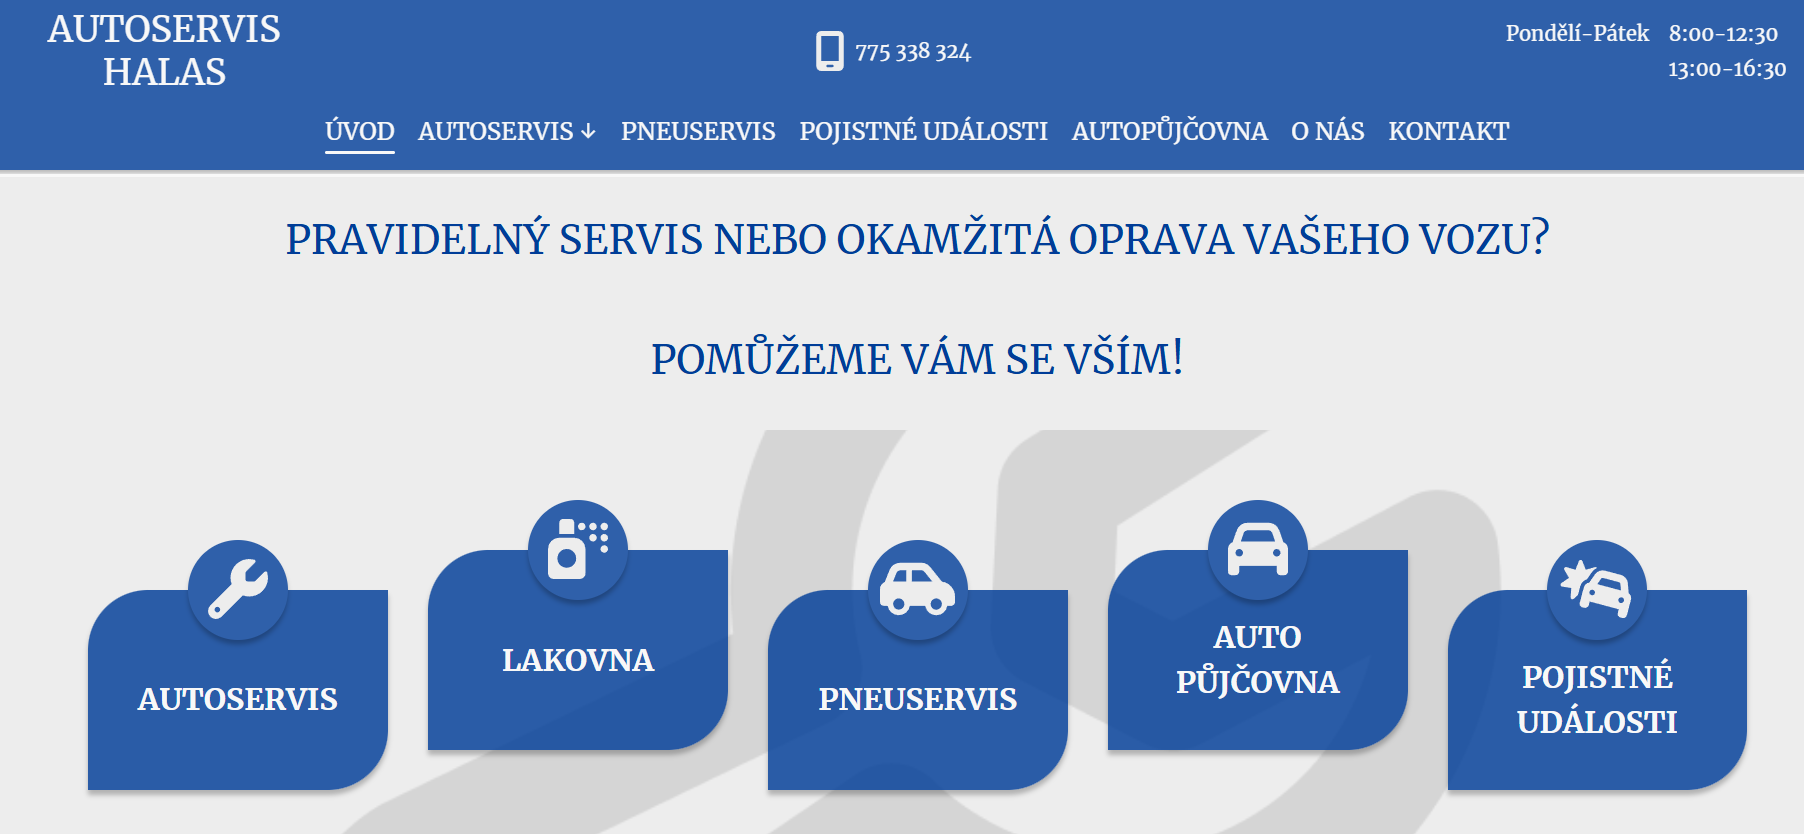 AUTOSERVIS
HALAS
775 338 324
Pondělí-Pátek 8:00-12:30
13:00-16:30
ÚVOD AUTOSERVIS ↓ PNEUSERVIS POJISTNÉ UDÁLOSTI AUTOPŮJČOVNA O NÁS KONTAKT
PRAVIDELNÝ SERVIS NEBO OKAMŽITÁ OPRAVA VAŠEHO VOZU?
POMŮŽEME VÁM SE VŠÍM!
AUTOSERVIS
LAKOVNA
PNEUSERVIS
AUTO
PŮJČOVNA
POJISTNÉ
UDÁLOSTI